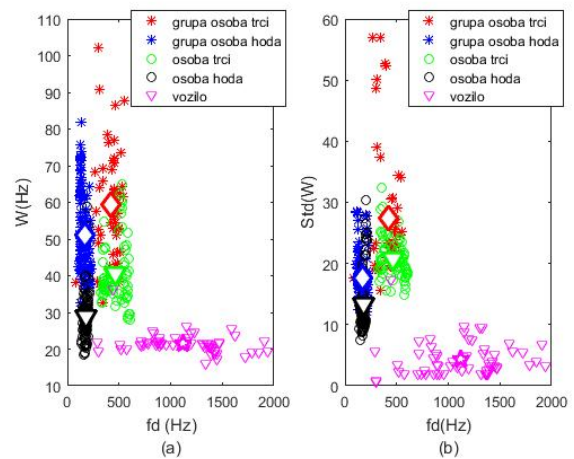 grupa osoba trci
grupa osoba hoda
osoba trci
osoba hoda
vozilo
W(Hz)
110
100
90
80
70
60
50
40
30
20
10
0
0
500
1000
1500
2000
fd (Hz)
(a)
grupa osoba trci
grupa osoba hoda
osoba trci
osoba hoda
vozilo
Std(W)
60
50
40
30
20
10
0
0
500
1000
1500
2000
fd(Hz)
(b)